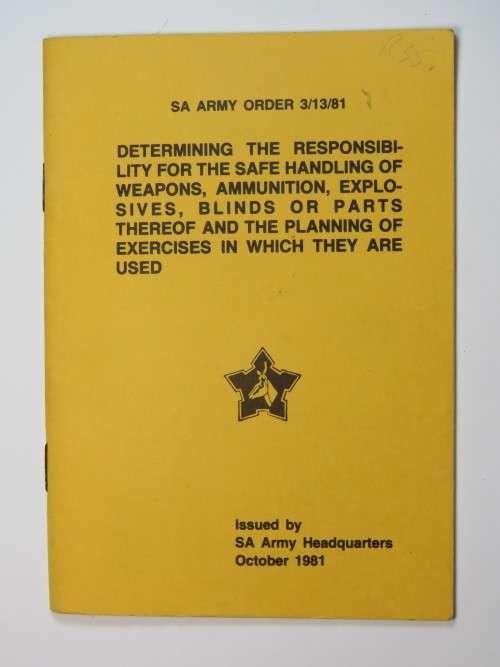 R35.
SA ARMY ORDER 3/13/81
DETERMINING THE RESPONSIBI-
LITY FOR THE SAFE HANDLING OF
WEAPONS, AMMUNITION, EXPLO-
SIVES, BLINDS OR PARTS
THEREOF AND THE PLANNING OF
EXERCISES IN WHICH THEY ARE
USED
Issued by
SA Army Headquarters
October 1981